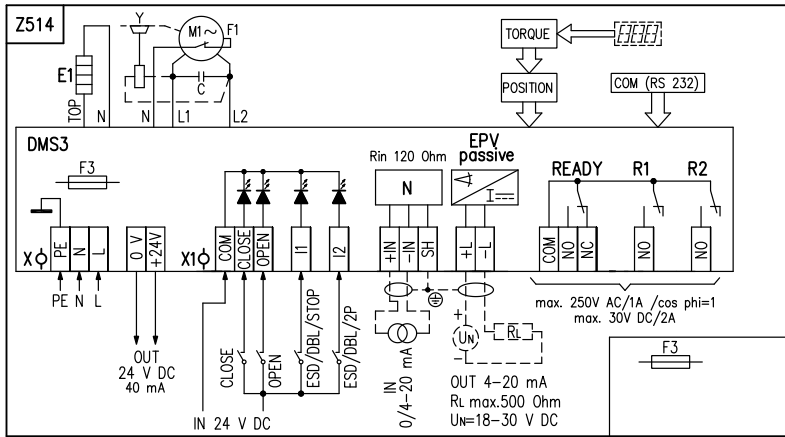 Z514
Y
M1~
F1
E1
C
TOP
N
N
L1
L2
TORQUE
POSITION
COM (RS 232)
DMS3
F3
Rin 120 Ohm
N
EPV
passive
I
READY
R1
R2
X
PE
N
L
0 V
+24V
X1
COM
CLOSE
OPEN
I1
I2
+IN
-IN
SH
+L
-L
COM
NO
NC
NO
NO
PE N L
OUT
24 V DC
40 mA
CLOSE
OPEN
ESD/DBL/STOP
ESD/DBL/2P
IN 24 V DC
IN
0/4-20 mA
+
UN
-
RL
OUT 4-20 mA
RL max.500 Ohm
UN=18-30 V DC
max. 250V AC/1A /cos phi=1
max. 30V DC/2A
F3